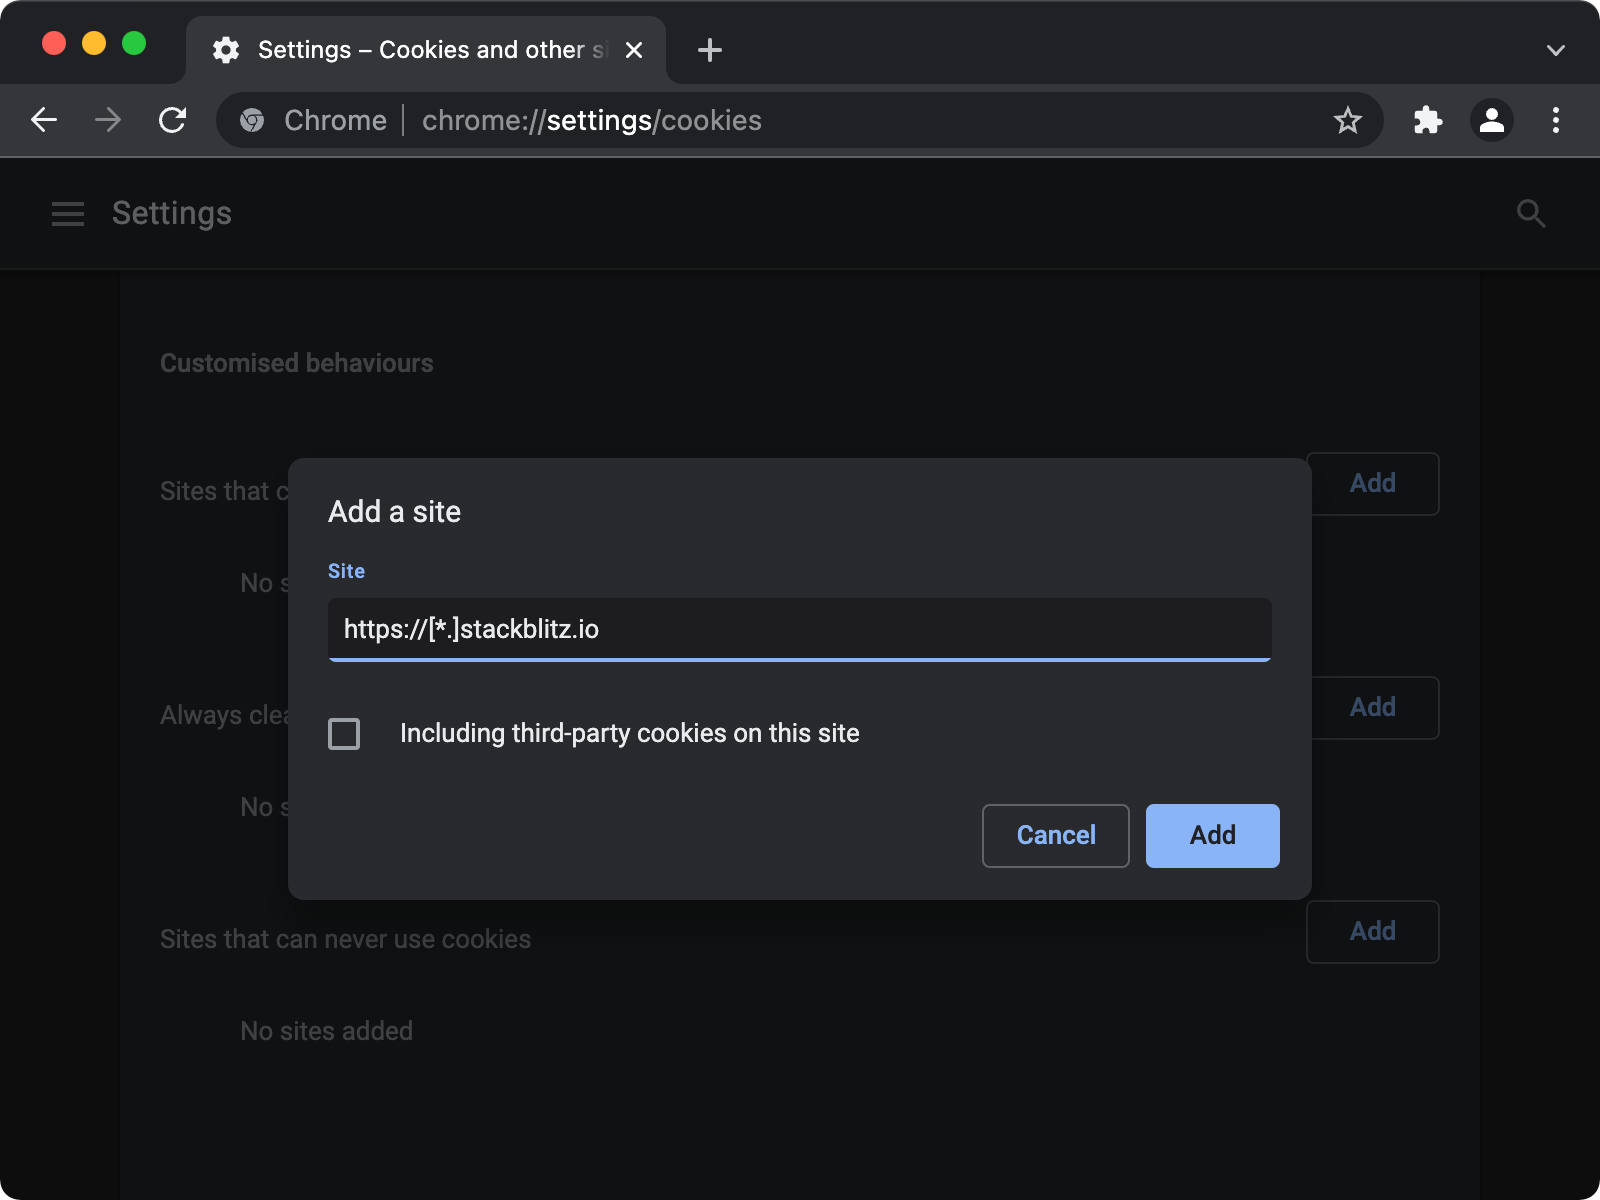 Settings – Cookies and other si
Chrome
chrome://settings/cookies
Settings
Customised behaviours
Sites that c
Add
Add a site
Site
https://[*.]stackblitz.io
No s
Always clea
Add
Including third-party cookies on this site
No s
Cancel
Add
Sites that can never use cookies
Add
No sites added